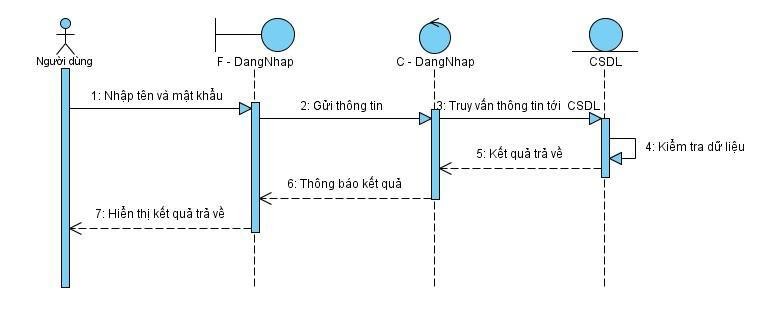 Người dùng
F - DangNhap
C - DangNhap
CSDL
1: Nhập tên và mật khẩu
2: Gửi thông tin
3: Truy vấn thông tin tới CSDL
4: Kiểm tra dữ liệu
5: Kết quả trả về
6: Thông báo kết quả
7: Hiển thị kết quả trả về